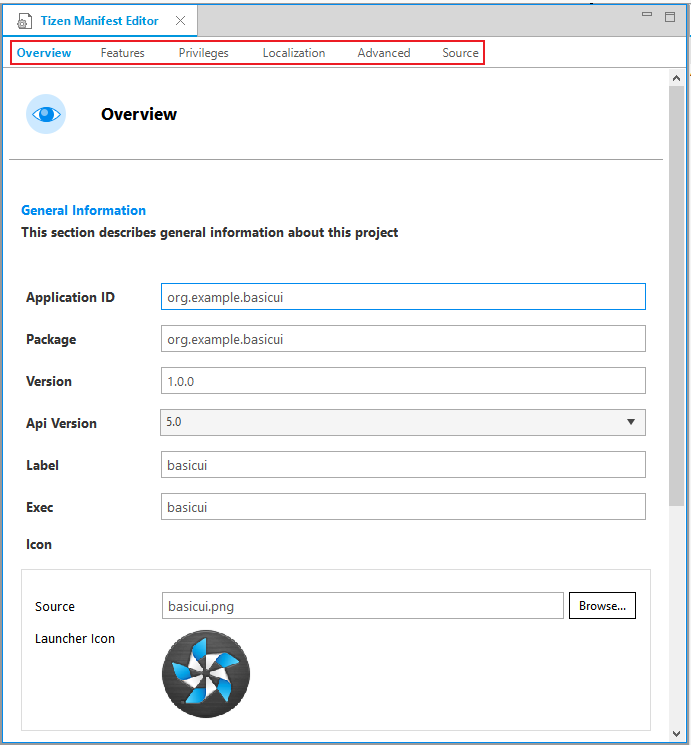 Tizen Manifest Editor
Overview Features Privileges Localization Advanced Source
Overview
General Information
This section describes general information about this project
Application ID org.example.basicui
Package org.example.basicui
Version 1.0.0
Api Version 5.0
Label basicui
Exec basicui
Icon
Source basicui.png Browse...
Launcher Icon